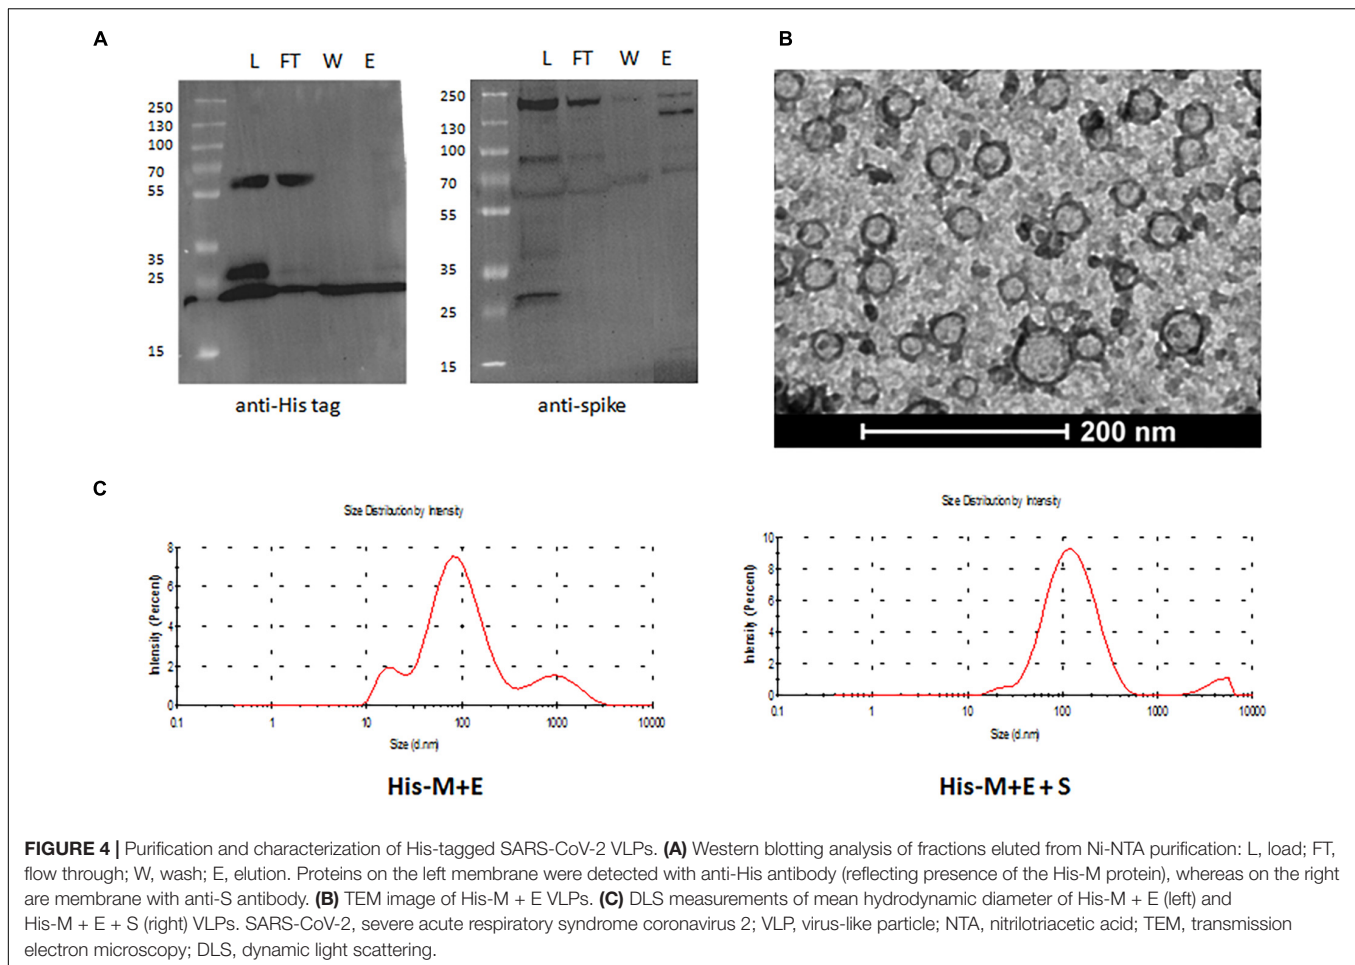 A
B
L FT W E
L FT W E
250
130
100
70
55
35
25
15
250
130
100
70
55
35
25
15
anti-His tag
anti-spike
200 nm
C
Size Distribution by Intensity
Intensity (Percent)
8
6
4
2
0
0.1 1 10 100 1000 10000
Size (d.nm)
His-M+E
Size Distribution by Intensity
Intensity (Percent)
10
8
6
4
2
0
0.1 1 10 100 1000 10000
Size (d.nm)
His-M+E + S
FIGURE 4 | Purification and characterization of His-tagged SARS-CoV-2 VLPs. (A) Western blotting analysis of fractions eluted from Ni-NTA purification: L, load; FT,
flow through; W, wash; E, elution. Proteins on the left membrane were detected with anti-His antibody (reflecting presence of the His-M protein), whereas on the right
are membrane with anti-S antibody. (B) TEM image of His-M + E VLPs. (C) DLS measurements of mean hydrodynamic diameter of His-M + E (left) and
His-M + E + S (right) VLPs. SARS-CoV-2, severe acute respiratory syndrome coronavirus 2; VLP, virus-like particle; NTA, nitrilotriacetic acid; TEM, transmission
electron microscopy; DLS, dynamic light scattering.